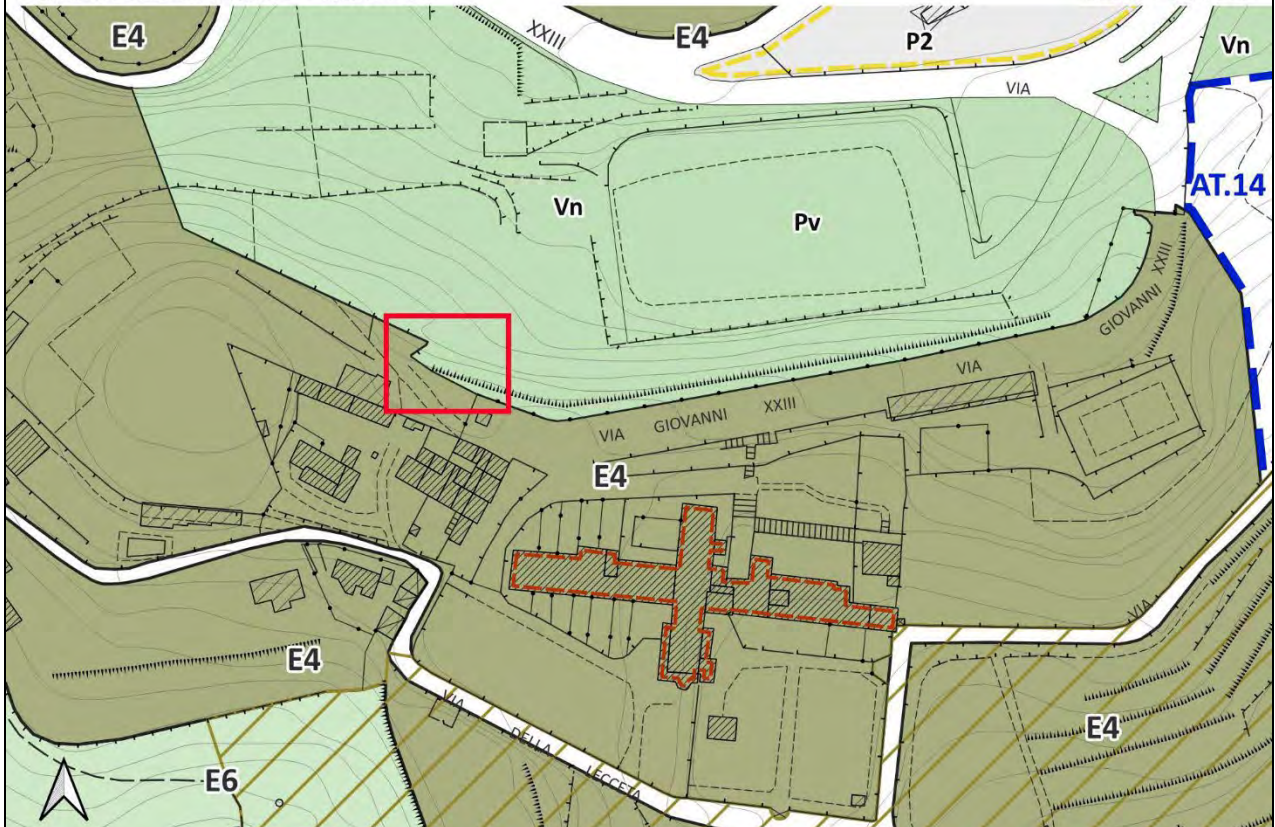 E4
XXIII
E4
P2
Vn
VIA
AT.14
Vn
Pv
GIOVANNI XXIII
VIA
VIA GIOVANNI XXIII
E4
VIA
E4
E4
VIA DELLA LECCETA
E6